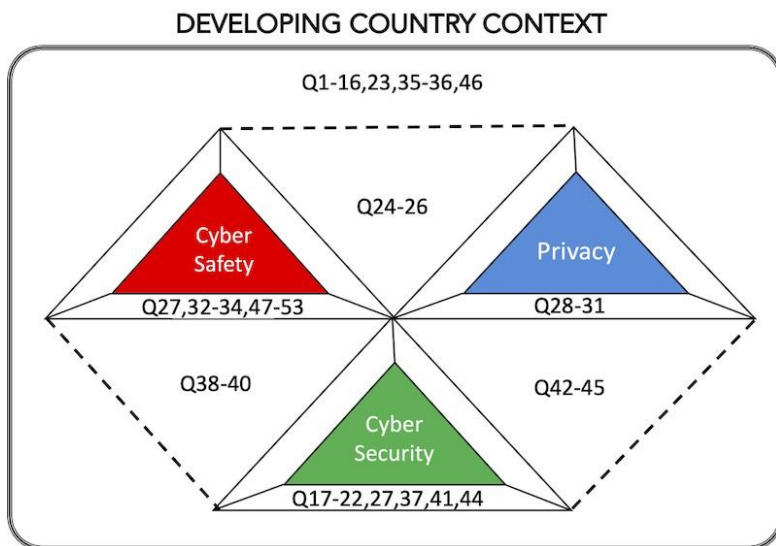 DEVELOPING COUNTRY CONTEXT
Q1-16,23,35-36,46
Q24-26
Cyber
Safety
Privacy
Q27,32-34,47-53
Q28-31
Q38-40
Q42-45
Cyber
Security
Q17-22,27,37,41,44